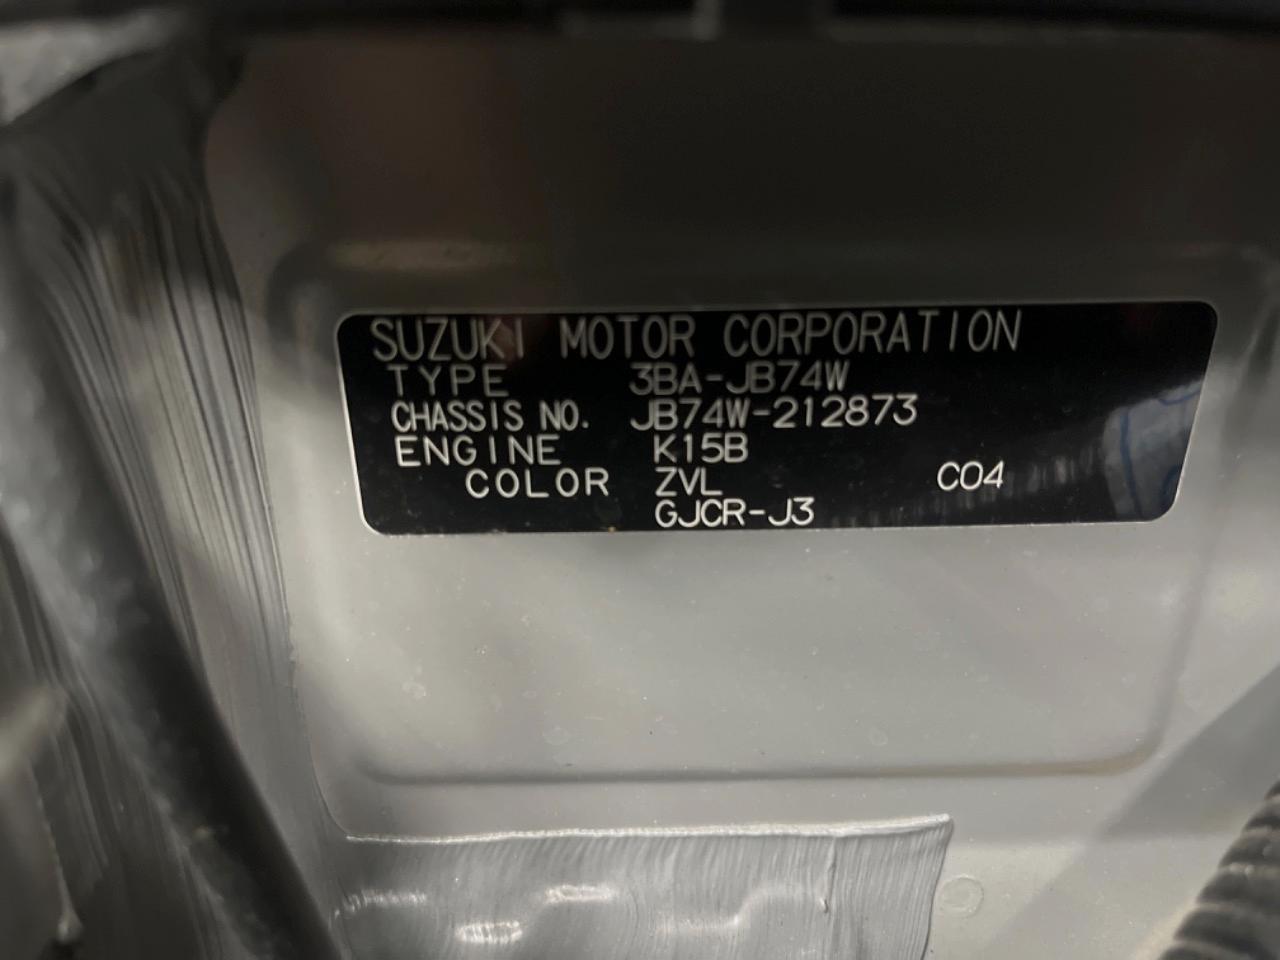 SUZUKI MOTOR CORPORATION
TYPE 3BA-JB74W
CHASSIS NO. JB74W-212873
ENGINE K15B
COLOR ZVL C04
GJCR-J3